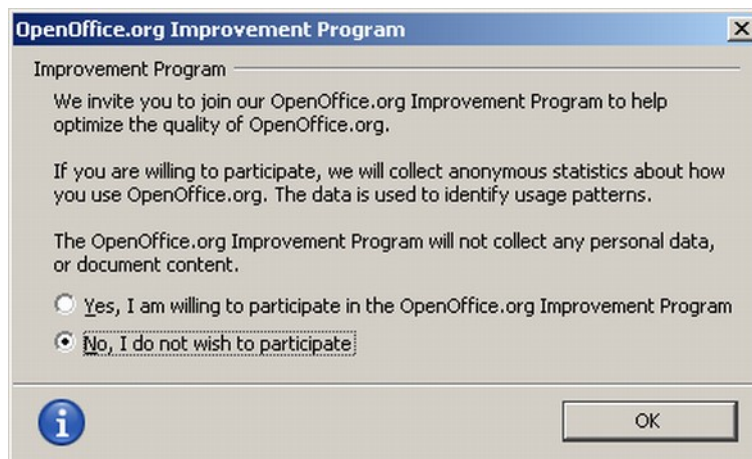 OpenOffice.org Improvement Program
Improvement Program
We invite you to join our OpenOffice.org Improvement Program to help
optimize the quality of OpenOffice.org.
If you are willing to participate, we will collect anonymous statistics about how
you use OpenOffice.org. The data is used to identify usage patterns.
The OpenOffice.org Improvement Program will not collect any personal data,
or document content.
Yes, I am willing to participate in the OpenOffice.org Improvement Program
No, I do not wish to participate
OK